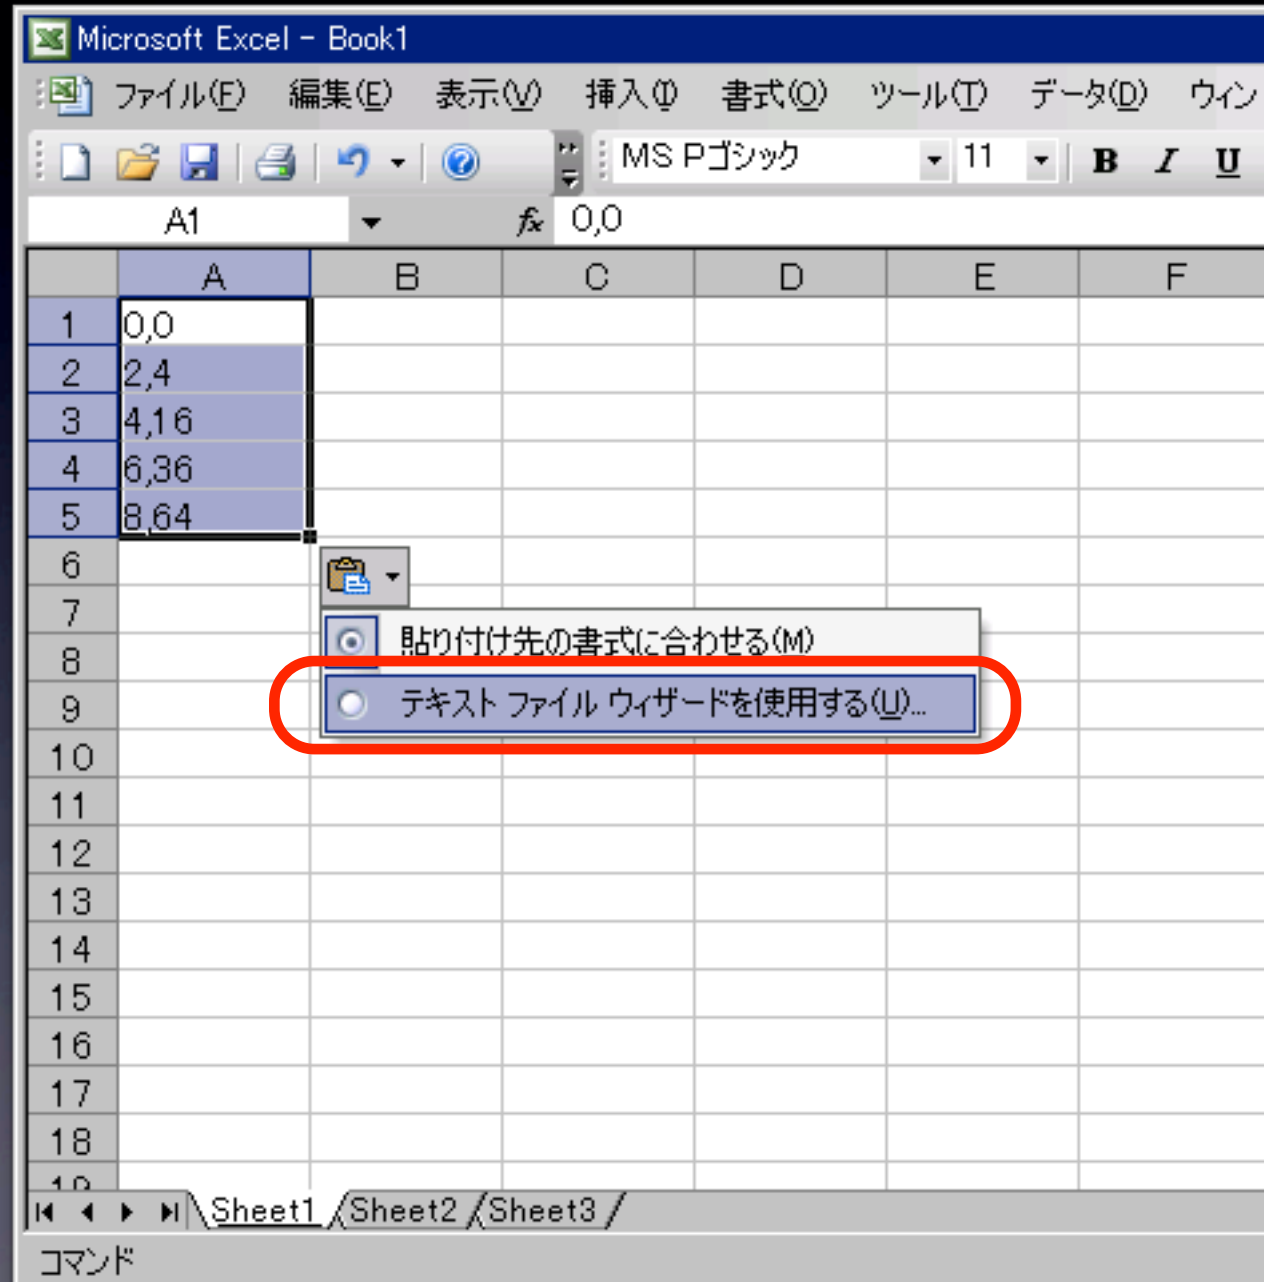 Microsoft Excel - Book1
ファイル(F) 編集(E) 表示(V) 挿入(I) 書式(O) ツール(T) データ(D) ウィン
MS Pゴシック 11 B I U
A1 fx 0,0
A B C D E F
1 0,0
2 2,4
3 4,16
4 6,36
5 8,64
6
7
貼り付け先の書式に合わせる(M)
8
テキスト ファイル ウィザードを使用する(U)...
9
10
11
12
13
14
15
16
17
18
19
Sheet1 Sheet2 Sheet3
コマンド